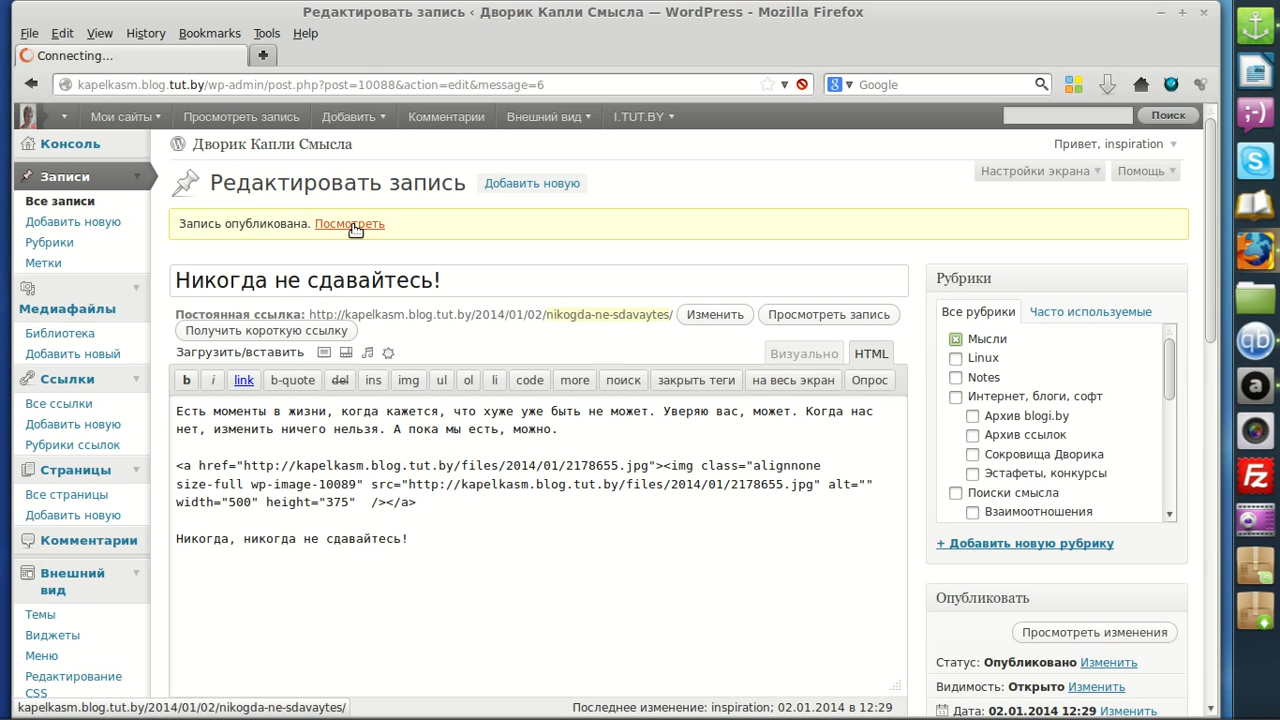 Редактировать запись ‹ Дворик Капли Смысла — WordPress - Mozilla Firefox
File Edit View History Bookmarks Tools Help
Connecting...
kapelkasm.blog.tut.by/wp-admin/post.php?post=10088&action=edit&message=6
Google
Мои сайты Просмотреть запись Добавить Комментарии Внешний вид I.TUT.BY Поиск
Консоль
Записи
Все записи
Добавить новую
Рубрики
Метки
Медиафайлы
Библиотека
Добавить новый
Ссылки
Все ссылки
Добавить новую
Рубрики ссылок
Страницы
Все страницы
Добавить новую
Комментарии
Внешний
вид
Темы
Виджеты
Меню
Редактирование
CSS
Дворик Капли Смысла
Привет, inspiration
Настройки экрана Помощь
Редактировать запись Добавить новую
Запись опубликована. Посмотреть
Никогда не сдавайтесь!
Постоянная ссылка: http://kapelkasm.blog.tut.by/2014/01/02/nikogda-ne-sdavaytes/ Изменить Просмотреть запись
Получить короткую ссылку
Загрузить/вставить
Визуально HTML
b i link b-quote del ins img ul ol li code more поиск закрыть теги на весь экран Опрос
Есть моменты в жизни, когда кажется, что хуже уже быть не может. Уверяю вас, может. Когда нас
нет, изменить ничего нельзя. А пока мы есть, можно.
<a href="http://kapelkasm.blog.tut.by/files/2014/01/2178655.jpg"><img class="alignnone
size-full wp-image-10089" src="http://kapelkasm.blog.tut.by/files/2014/01/2178655.jpg" alt=""
width="500" height="375" /></a>
Никогда, никогда не сдавайтесь!
Рубрики
Все рубрики Часто используемые
Мысли
Linux
Notes
Интернет, блоги, софт
Архив blogi.by
Архив ссылок
Сокровища Дворика
Эстафеты, конкурсы
Поиски смысла
Взаимоотношения
+ Добавить новую рубрику
Опубликовать
Просмотреть изменения
Статус: Опубликовано Изменить
Видимость: Открыто Изменить
Дата: 02.01.2014 в 12:29 Изменить
kapelkasm.blog.tut.by/2014/01/02/nikogda-ne-sdavaytes/
Последнее изменение: inspiration; 02.01.2014 в 12:29